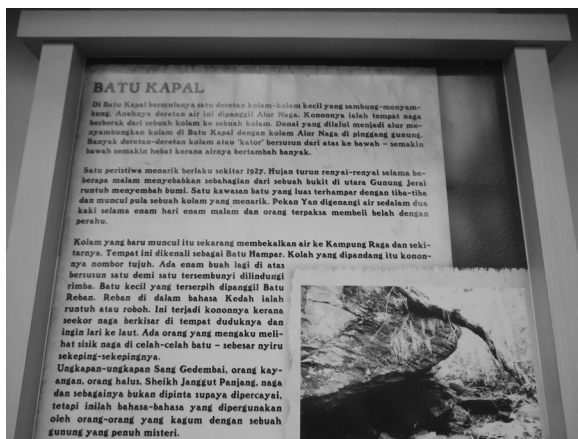 BATU KAPAL
Di Batu Kapal bermulanya satu deretan kolam-kolam kecil yang sambung-menyam-
bung. Anehnya deretan air ini dipanggil Alor Naga. Kononnya ialah tempat naga
berberak dari sebuah kolam ke sebuah kolam. Denai yang dilalui menjadi alur me-
nyambungkan kolam di Batu Kapal dengan kolam Alor Naga di pinggang gunung.
Banyak deretan-deretan kolam atau 'kator' bersusun dari atas ke bawah – semakin
bawah semakin hebat kerana airnya bertambah banyak.
Satu peristiwa menarik berlaku sekitar 1927. Hujan turun renyai-renyai selama be-
berapa malam menyebabkan sebahagian dari sebuah bukit di utara Gunung Jerai
runtuh menyembah bumi. Satu kawasan batu yang luas terhampar dengan tiba-tiba
dan muncul pula sebuah kolam yang menarik. Pekan Yan digenangi air sedalam dua
kaki selama enam hari enam malam dan orang terpaksa membeli belah dengan
perahu.
Kolam yang baru muncul itu sekarang membekalkan air ke Kampung Raga dan seki-
tarnya. Tempat ini dikenali sebagai Batu Hampar. Kolah yang dipandang itu konon-
nya nombor tujuh. Ada enam buah lagi di atas
bersusun satu demi satu tersembunyi dilindungi
rimba. Batu kecil yang terserpih dipanggil Batu
Reban. Reban di dalam bahasa Kedah ialah
runtuh atau roboh. Ini terjadi kononnya kerana
seekor naga berkisar di tempat duduknya dan
ingin lari ke laut. Ada orang yang mengaku meli-
hat sisik naga di celah-celah batu – sebesar nyiru
sekeping-sekepingnya.
Ungkapan-ungkapan Sang Gedembai, orang kay-
angan, orang halus, Sheikh Janggut Panjang, naga
dan sebagainya bukan dipinta supaya dipercayai,
tetapi inilah bahasa-bahasa yang dipergunakan
oleh orang-orang yang kagum dengan sebuah
gunung yang penuh misteri.